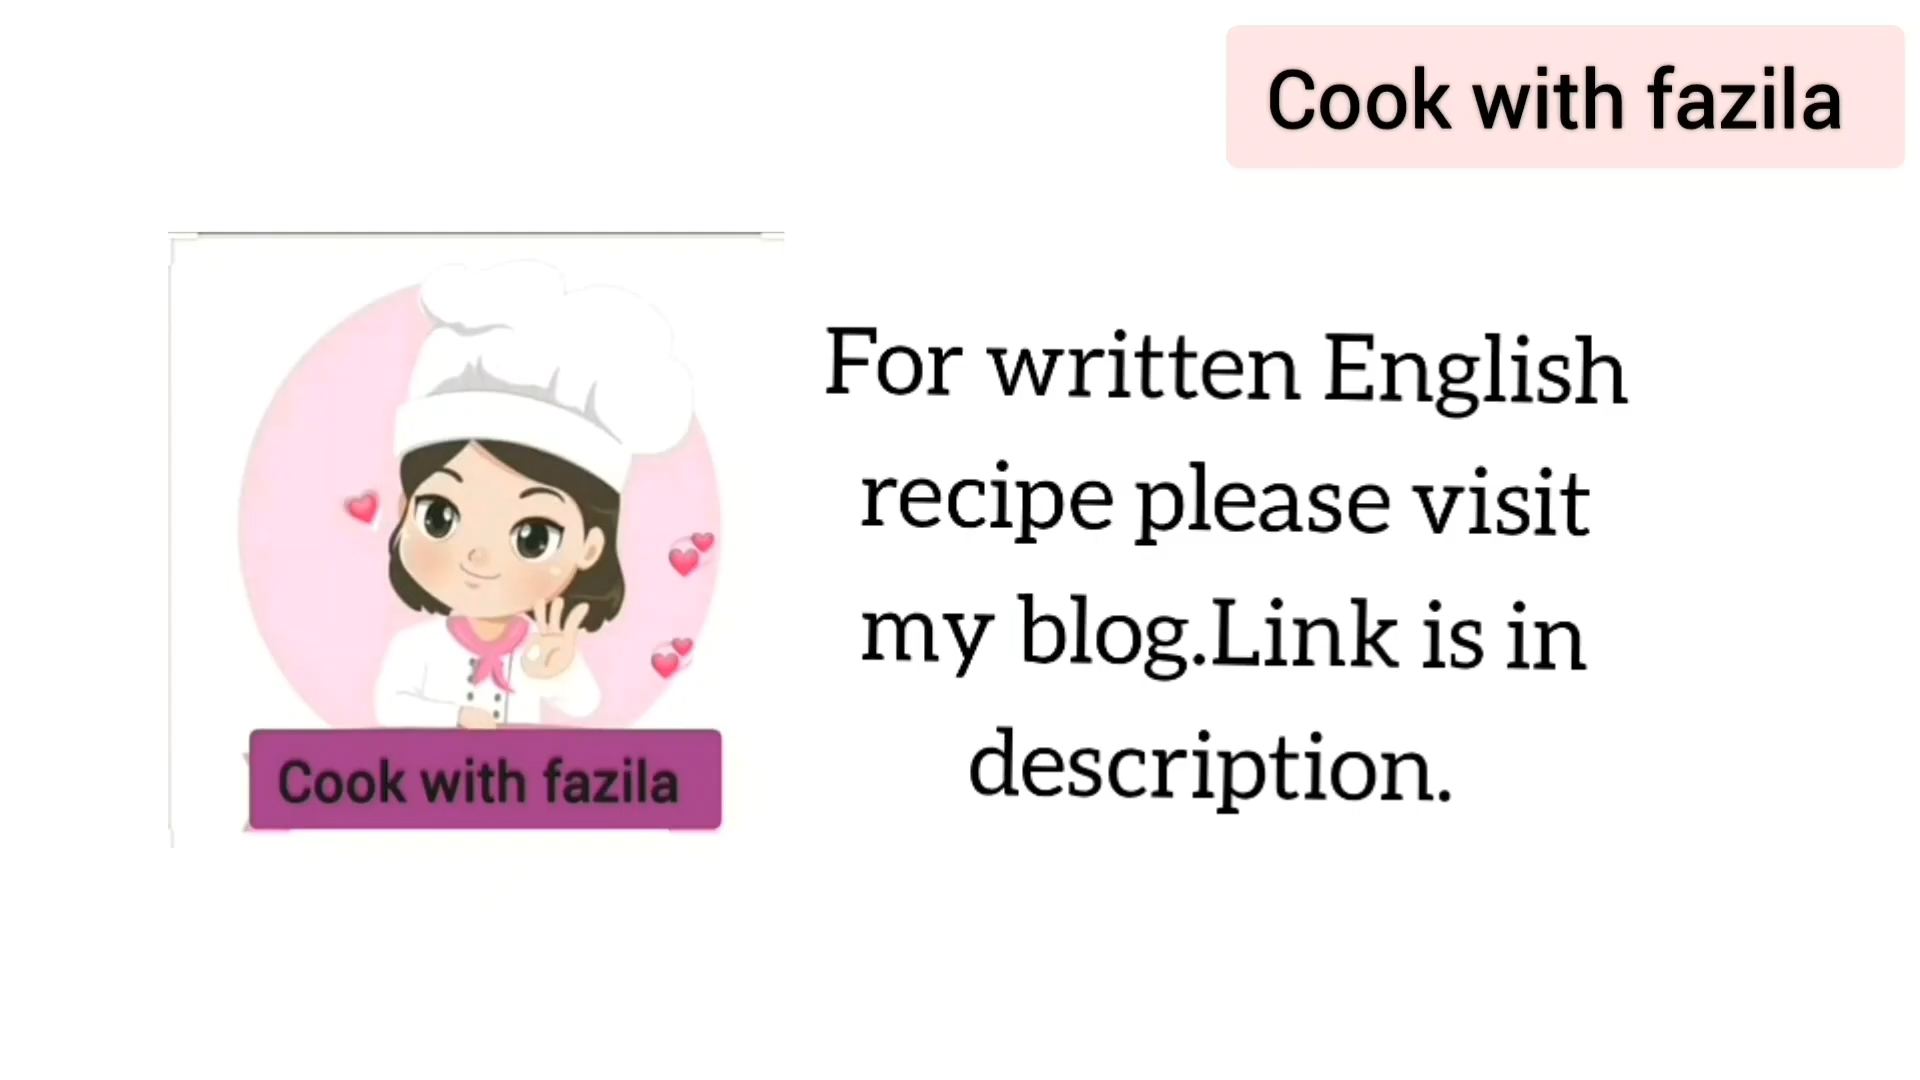 Cook with fazila
For written English
recipe please visit
my blog.Link is in
description.
Cook with fazila